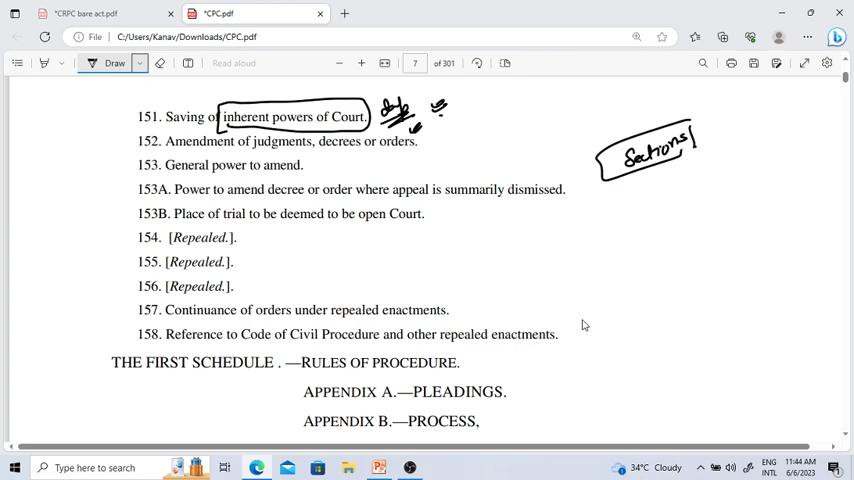 *CRPC bare act.pdf
*CPC.pdf
File
C:/Users/Kanav/Downloads/CPC.pdf
Draw
Read aloud
7 of 301
151. Saving of inherent powers of Court.
152. Amendment of judgments, decrees or orders.
Sections
153. General power to amend.
153A. Power to amend decree or order where appeal is summarily dismissed.
153B. Place of trial to be deemed to be open Court.
154. [Repealed.].
155. [Repealed.].
156. [Repealed.].
157. Continuance of orders under repealed enactments.
158. Reference to Code of Civil Procedure and other repealed enactments.
THE FIRST SCHEDULE . —RULES OF PROCEDURE.
APPENDIX A.—PLEADINGS.
APPENDIX B.—PROCESS,
Type here to search
34°C Cloudy
ENG
INTL
11:44 AM
6/6/2023